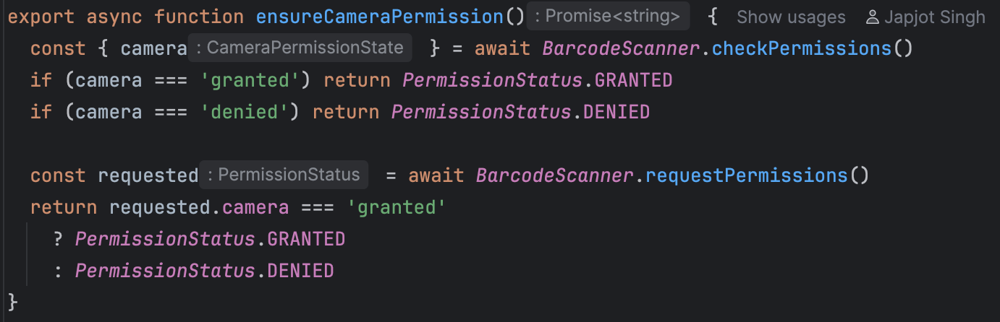 export async function ensureCameraPermission() : Promise<string> { Show usages Japjot Singh
const { camera : CameraPermissionState } = await BarcodeScanner.checkPermissions()
if (camera === 'granted') return PermissionStatus.GRANTED
if (camera === 'denied') return PermissionStatus.DENIED
const requested : PermissionStatus = await BarcodeScanner.requestPermissions()
return requested.camera === 'granted'
? PermissionStatus.GRANTED
: PermissionStatus.DENIED
}